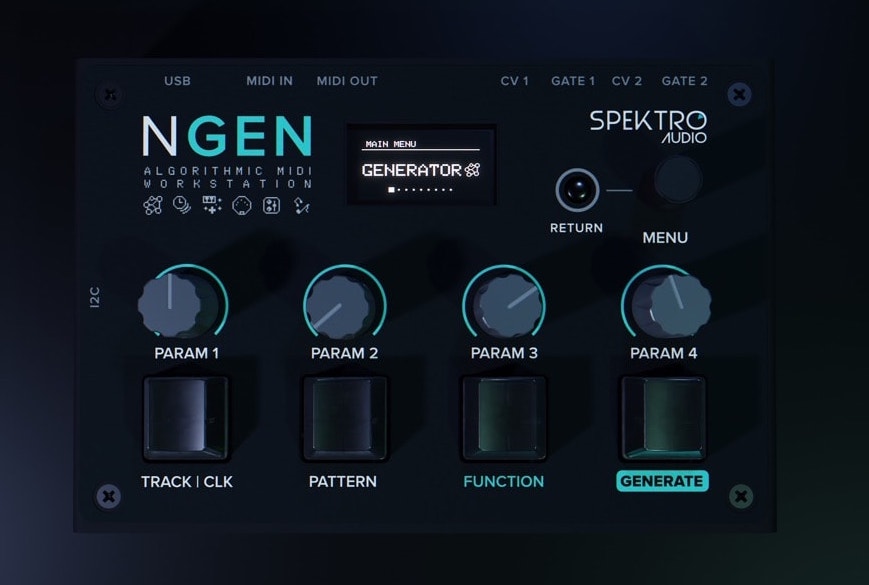 USB MIDI IN MIDI OUT CV 1 GATE 1 CV 2 GATE 2
NGEN
ALGORITHMIC MIDI
WORKSTATION
MAIN MENU
GENERATOR
SPEKTRO
AUDIO
RETURN
MENU
I2C
PARAM 1 PARAM 2 PARAM 3 PARAM 4
TRACK | CLK PATTERN FUNCTION GENERATE